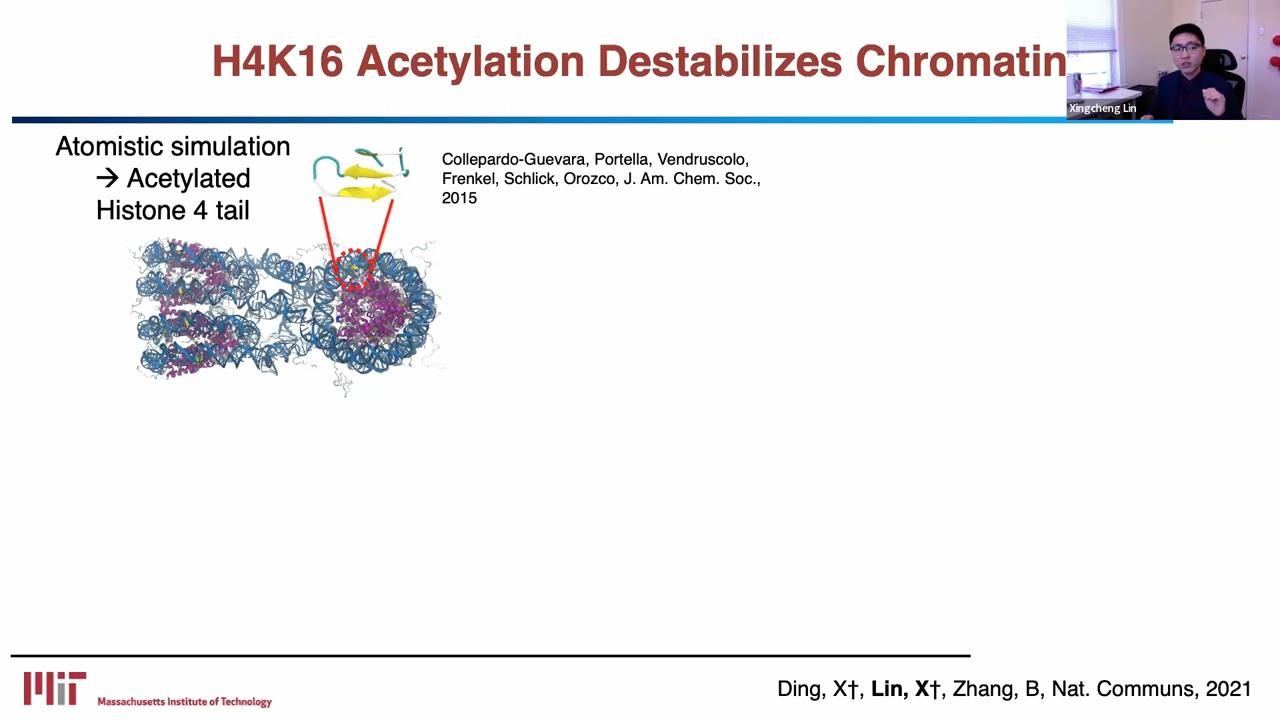 H4K16 Acetylation Destabilizes Chromatin
Xingcheng Lin
Atomistic simulation
→ Acetylated
Histone 4 tail
Collepardo-Guevara, Portella, Vendruscolo,
Frenkel, Schlick, Orozco, J. Am. Chem. Soc.,
2015
MIT
Massachusetts Institute of Technology
Ding, X†, Lin, X†, Zhang, B, Nat. Communs, 2021